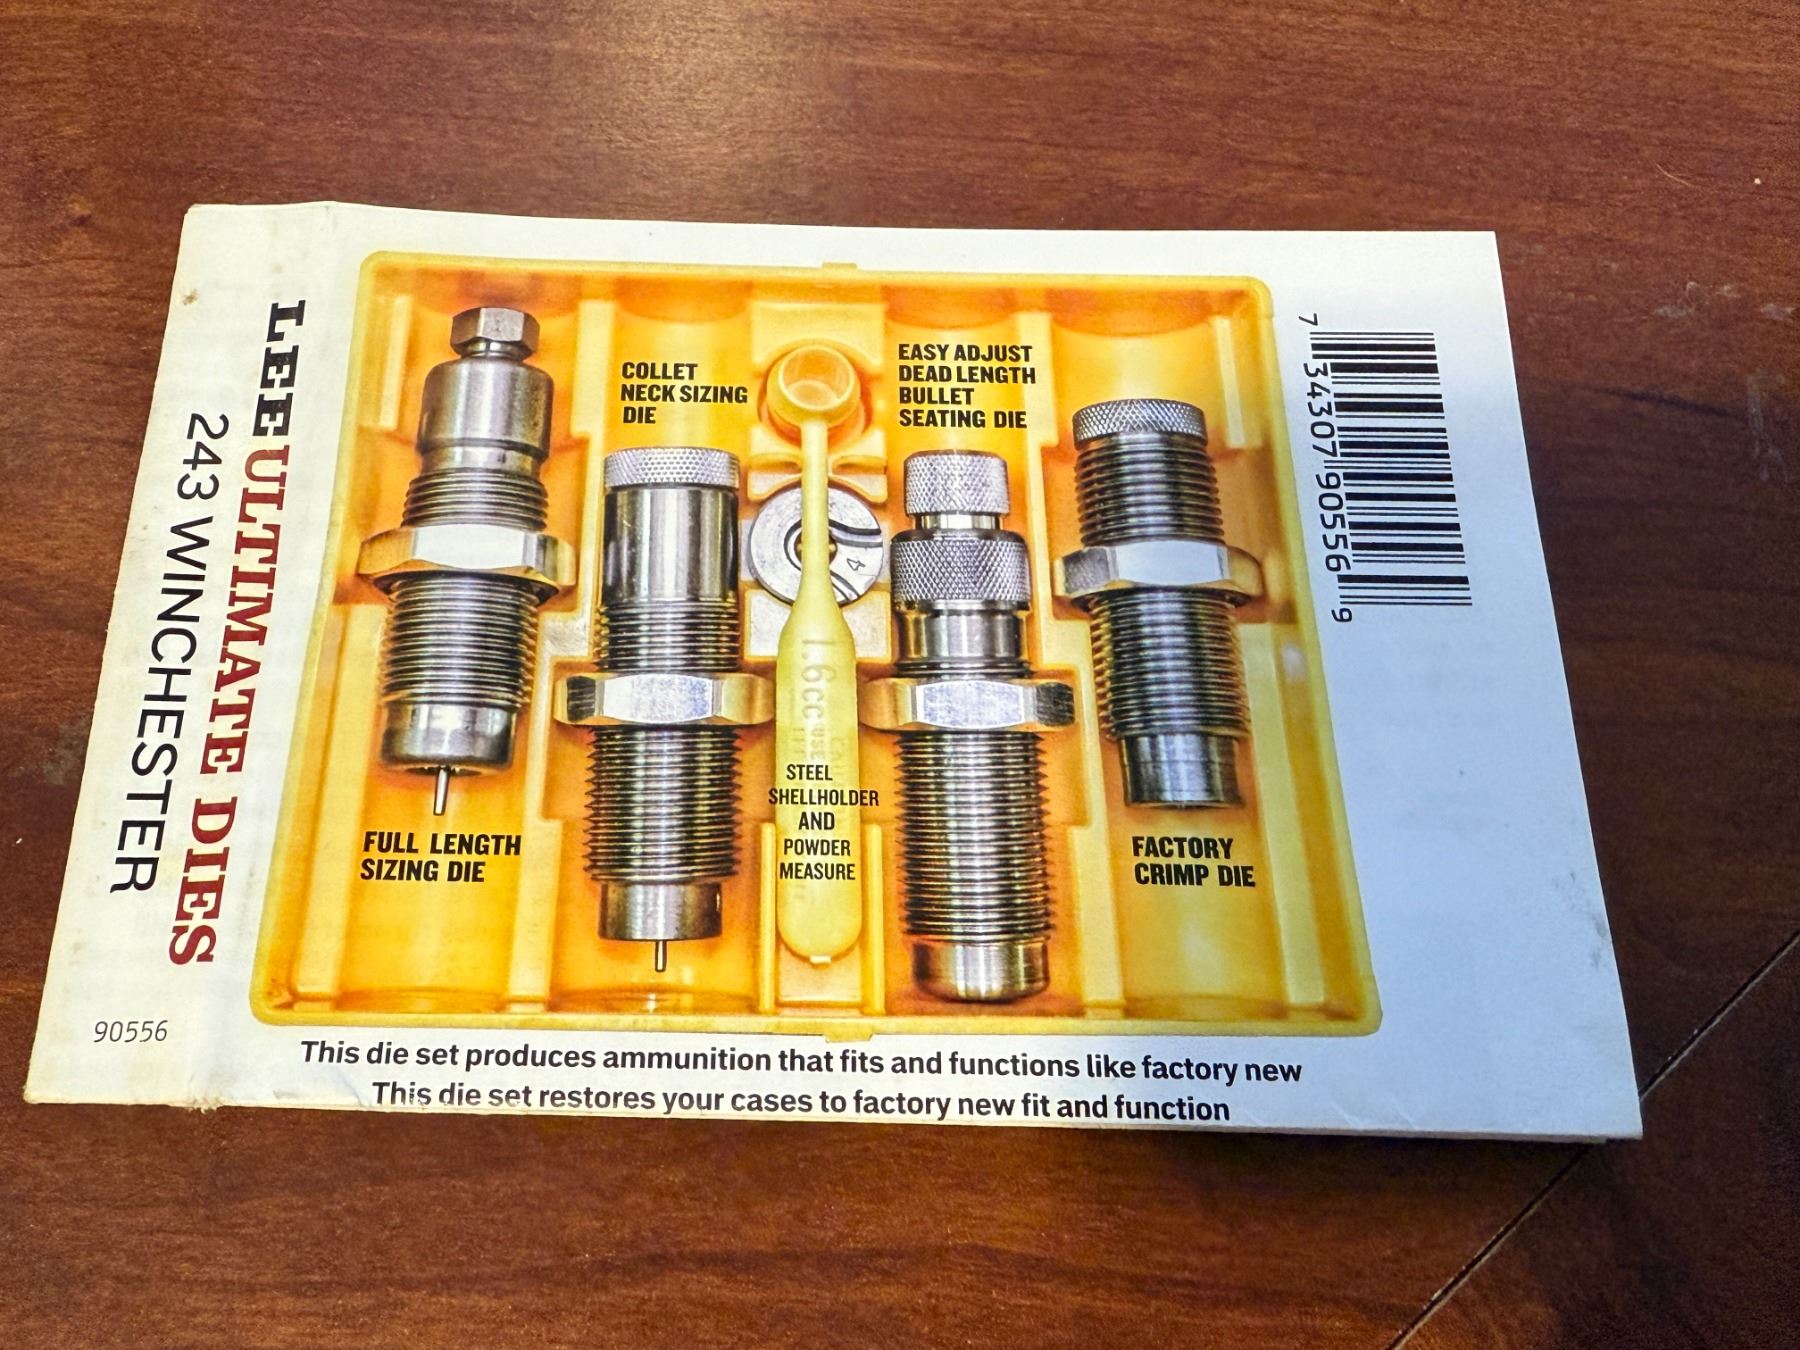 LEE ULTIMATE DIES
243 WINCHESTER
90556
COLLET
NECK SIZING
DIE
EASY ADJUST
DEAD LENGTH
BULLET
SEATING DIE
4
1.6cc
STEEL
SHELLHOLDER
AND
POWDER
MEASURE
FULL LENGTH
SIZING DIE
FACTORY
CRIMP DIE
7 34307 90556 9
This die set produces ammunition that fits and functions like factory new
This die set restores your cases to factory new fit and function